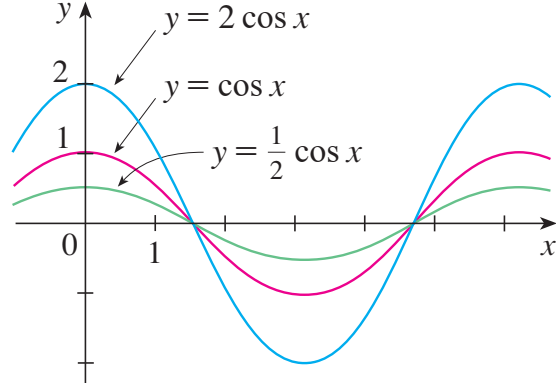 y
y = 2 cos x
2
y = cos x
1
y = 1/2 cos x
0
1
x